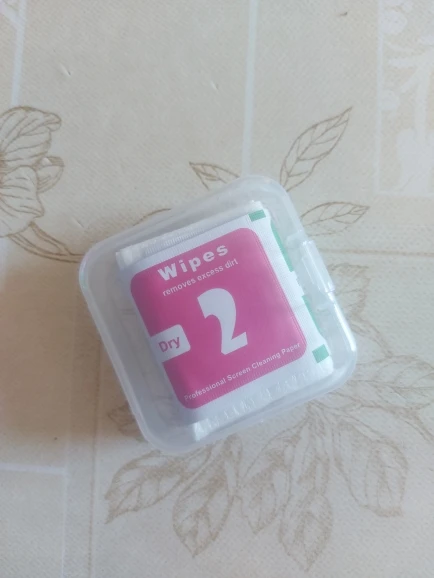 Wipes
removes excess dirt
2
Dry
Professional Screen Cleaning Paper